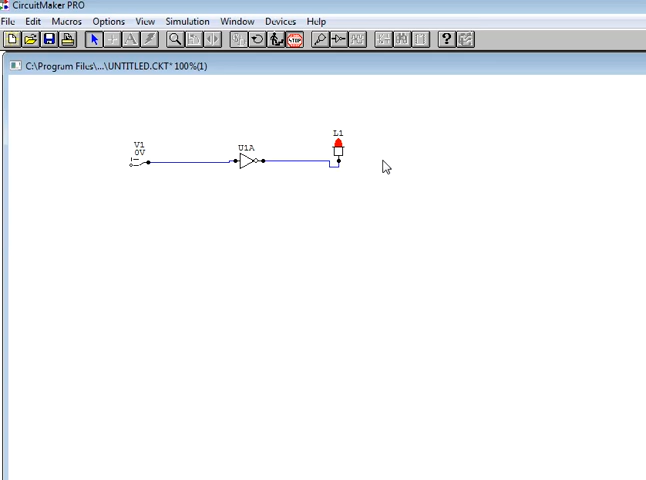 CircuitMaker PRO
File Edit Macros Options View Simulation Window Devices Help
STOP
C:\Program Files\...\UNTITLED.CKT* 100%(1)
V1
0V
U1A
L1